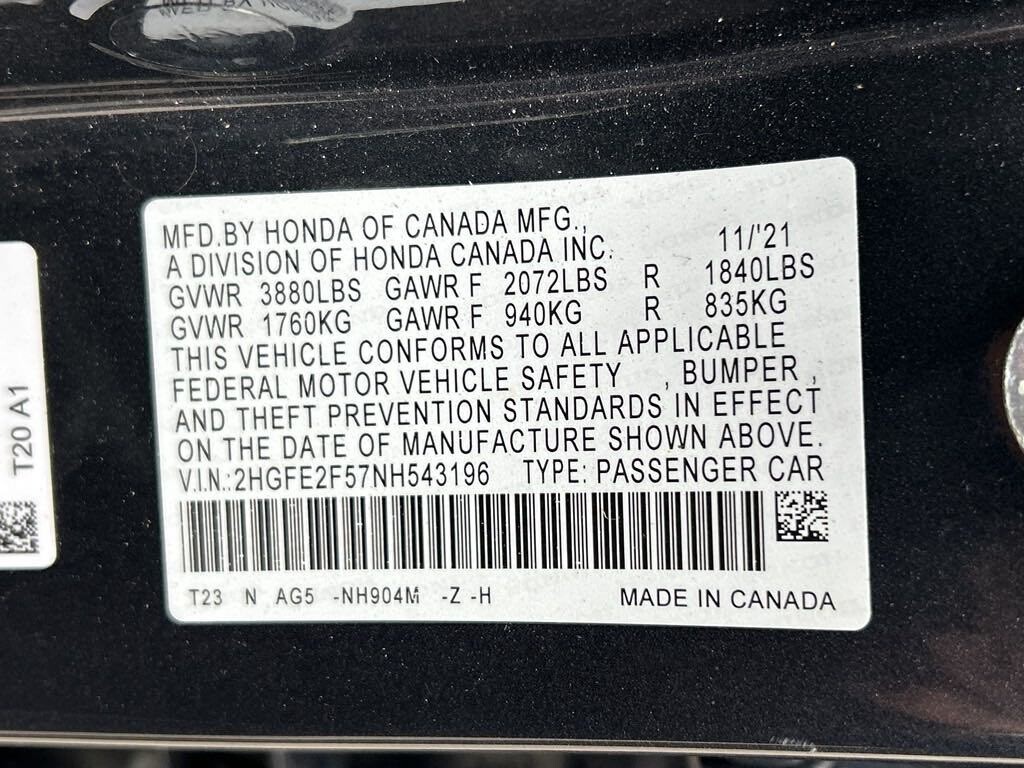 MFD.BY HONDA OF CANADA MFG.,
A DIVISION OF HONDA CANADA INC. 11/'21
GVWR 3880LBS GAWR F 2072LBS R 1840LBS
GVWR 1760KG GAWR F 940KG R 835KG
THIS VEHICLE CONFORMS TO ALL APPLICABLE
FEDERAL MOTOR VEHICLE SAFETY , BUMPER ,
AND THEFT PREVENTION STANDARDS IN EFFECT
ON THE DATE OF MANUFACTURE SHOWN ABOVE.
V.I.N.:2HGFE2F57NH543196 TYPE: PASSENGER CAR
T23 N AG5 -NH904M -Z -H MADE IN CANADA
T20 A1